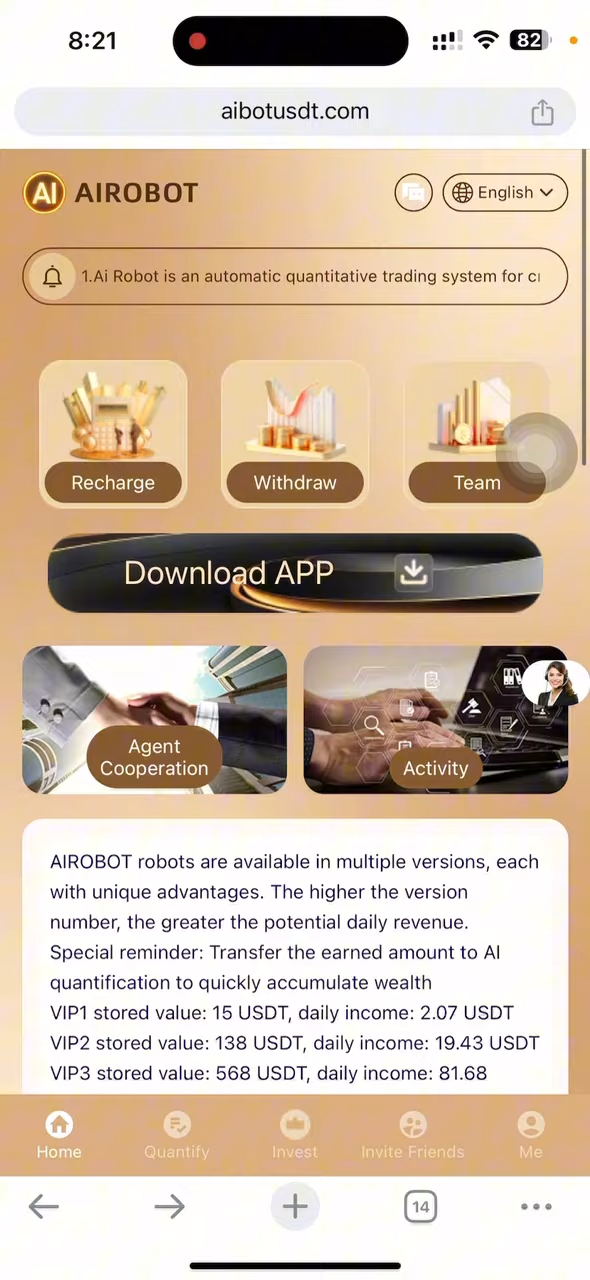 8:21
82
aibotusdt.com
AI AIROBOT
English
1.Ai Robot is an automatic quantitative trading system for
Recharge
Withdraw
Team
Download APP
Agent
Cooperation
Activity
AIROBOT robots are available in multiple versions, each
with unique advantages. The higher the version
number, the greater the potential daily revenue.
Special reminder: Transfer the earned amount to AI
quantification to quickly accumulate wealth
VIP1 stored value: 15 USDT, daily income: 2.07 USDT
VIP2 stored value: 138 USDT, daily income: 19.43 USDT
VIP3 stored value: 568 USDT, daily income: 81.68
Home
Quantify
Invest
Invite Friends
Me
14